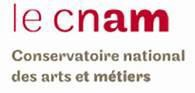 le cnam
Conservatoire national
des arts et métiers